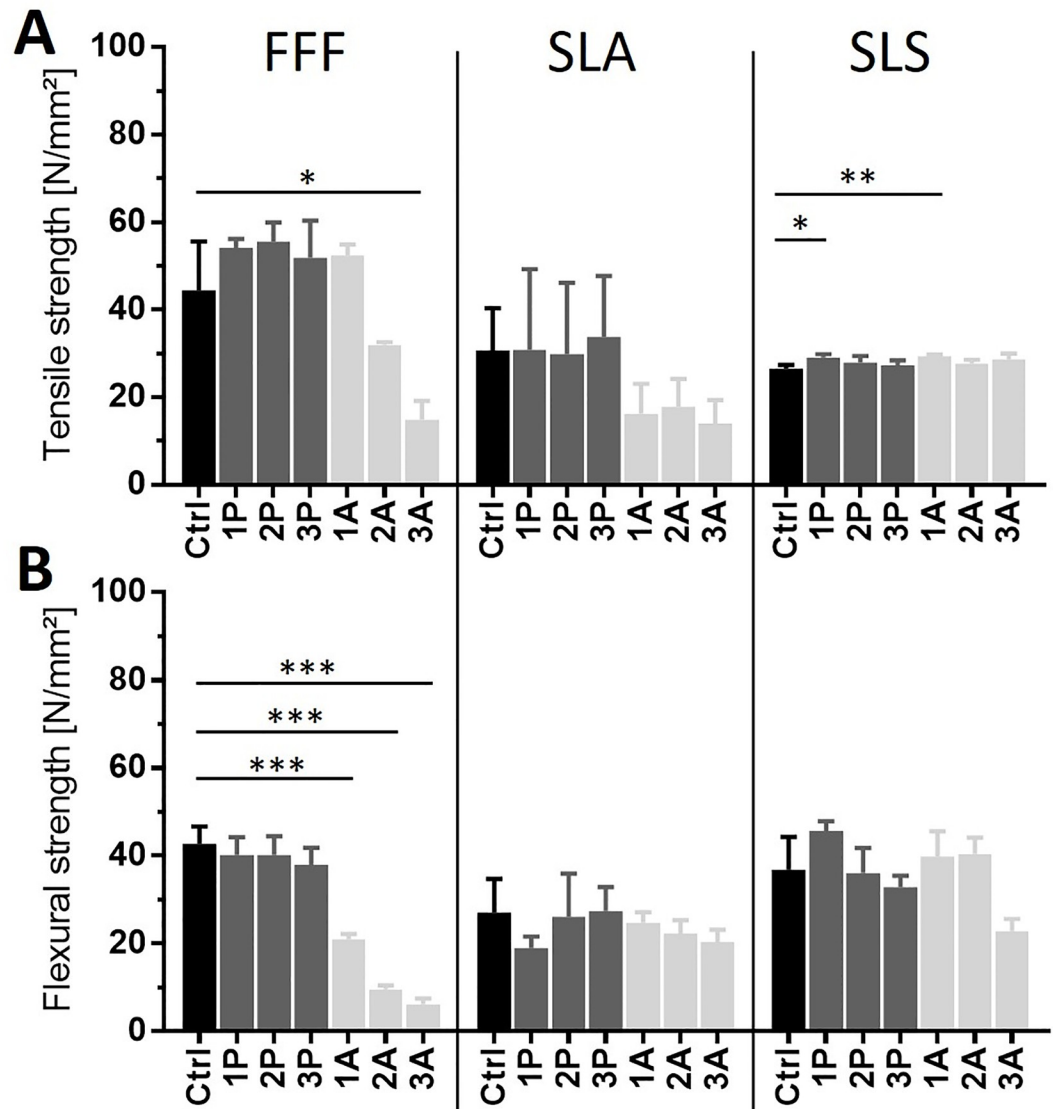 A
FFF SLA SLS
Tensile strength [N/mm²]
100
80
60
40
20
0
*
**
*
Ctrl 1P 2P 3P 1A 2A 3A Ctrl 1P 2P 3P 1A 2A 3A Ctrl 1P 2P 3P 1A 2A 3A
B
Flexural strength [N/mm²]
100
80
60
40
20
0
***
***
***
Ctrl 1P 2P 3P 1A 2A 3A Ctrl 1P 2P 3P 1A 2A 3A Ctrl 1P 2P 3P 1A 2A 3A